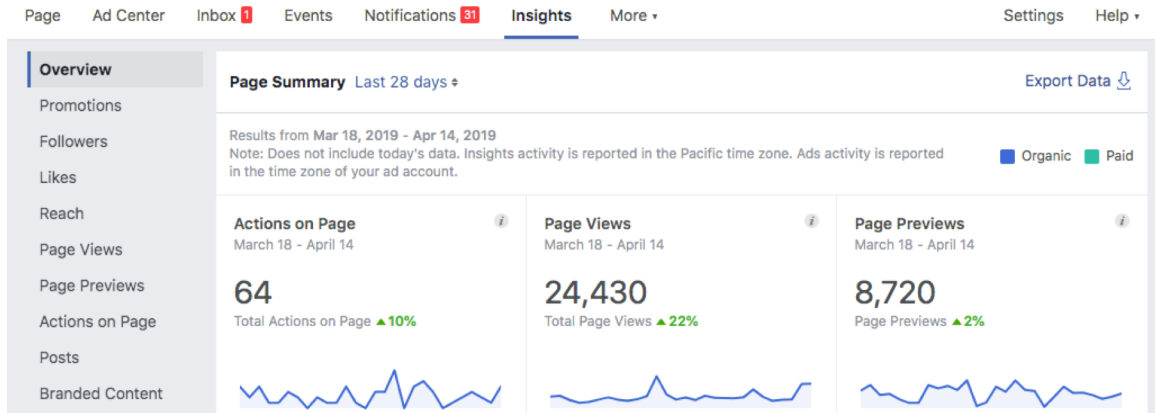 Page Ad Center Inbox 1 Events Notifications 31 Insights More Settings Help
Overview
Promotions
Followers
Likes
Reach
Page Views
Page Previews
Actions on Page
Posts
Branded Content
Page Summary Last 28 days Export Data
Results from Mar 18, 2019 - Apr 14, 2019
Note: Does not include today's data. Insights activity is reported in the Pacific time zone. Ads activity is reported
in the time zone of your ad account.
Organic Paid
Actions on Page
March 18 - April 14
64
Total Actions on Page ▲10%
Page Views
March 18 - April 14
24,430
Total Page Views ▲22%
Page Previews
March 18 - April 14
8,720
Page Previews ▲2%